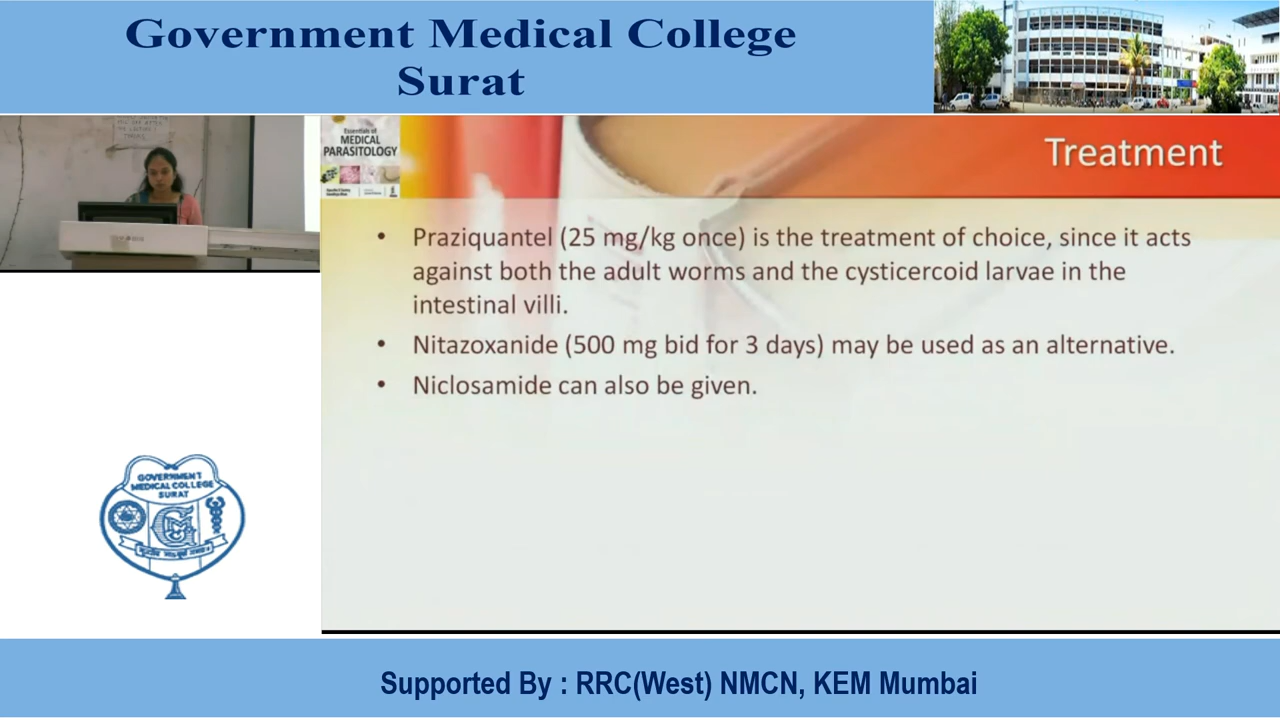 Government Medical College
Surat
Essentials of
MEDICAL
PARASITOLOGY
Treatment
• Praziquantel (25 mg/kg once) is the treatment of choice, since it acts
against both the adult worms and the cysticercoid larvae in the
intestinal villi.
• Nitazoxanide (500 mg bid for 3 days) may be used as an alternative.
• Niclosamide can also be given.
GOVERNMENT
MEDICAL COLLEGE
SURAT
Supported By : RRC(West) NMCN, KEM Mumbai